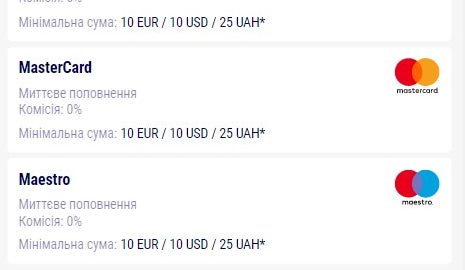 Комісія: 0%
Мінімальна сума: 10 EUR / 10 USD / 25 UAH*
MasterCard
mastercard
Миттєве поповнення
Комісія: 0%
Мінімальна сума: 10 EUR / 10 USD / 25 UAH*
Maestro
maestro.
Миттєве поповнення
Комісія: 0%
Мінімальна сума: 10 EUR / 10 USD / 25 UAH*